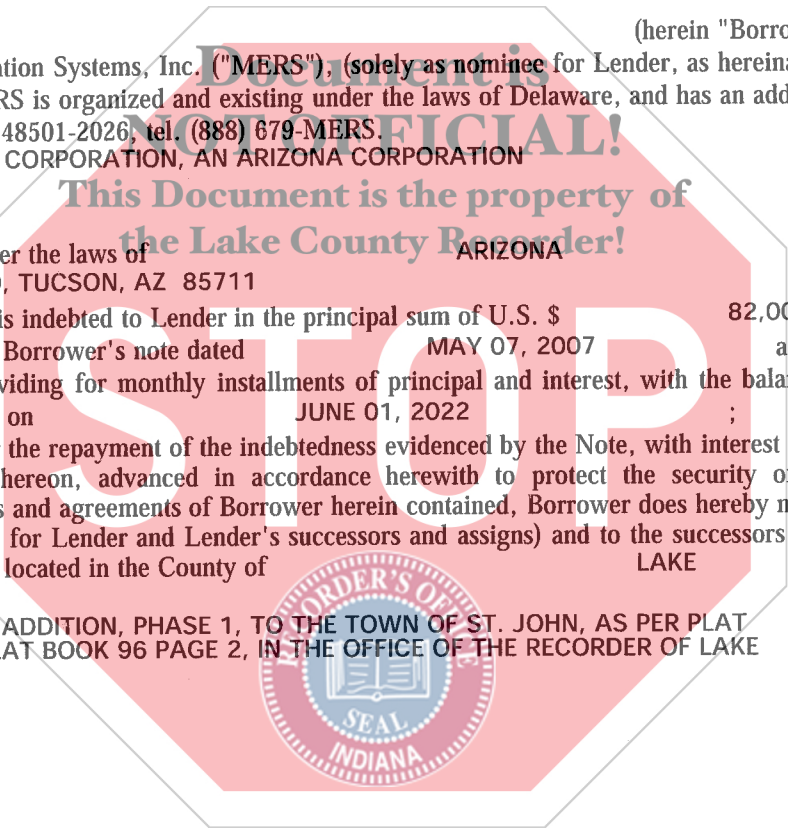 (herein "Borro
tion Systems, Inc. ("MERS"), (solely as nominee for Lender, as hereina
Document is
RS is organized and existing under the laws of Delaware, and has an add
48501-2026, tel. (888) 679-MERS.
NOT OFFICIAL!
CORPORATION, AN ARIZONA CORPORATION
This Document is the property of
the Lake County Recorder!
er the laws of ARIZONA
, TUCSON, AZ 85711
is indebted to Lender in the principal sum of U.S. $ 82,00
Borrower's note dated MAY 07, 2007 a
viding for monthly installments of principal and interest, with the balan
on JUNE 01, 2022 ;
STOP
the repayment of the indebtedness evidenced by the Note, with interest
hereon, advanced in accordance herewith to protect the security o
s and agreements of Borrower herein contained, Borrower does hereby m
for Lender and Lender's successors and assigns) and to the successors
located in the County of LAKE
ADDITION, PHASE 1, TO THE TOWN OF ST. JOHN, AS PER PLAT
AT BOOK 96 PAGE 2, IN THE OFFICE OF THE RECORDER OF LAKE
RECORDER'S OFFICE
SEAL
INDIANA